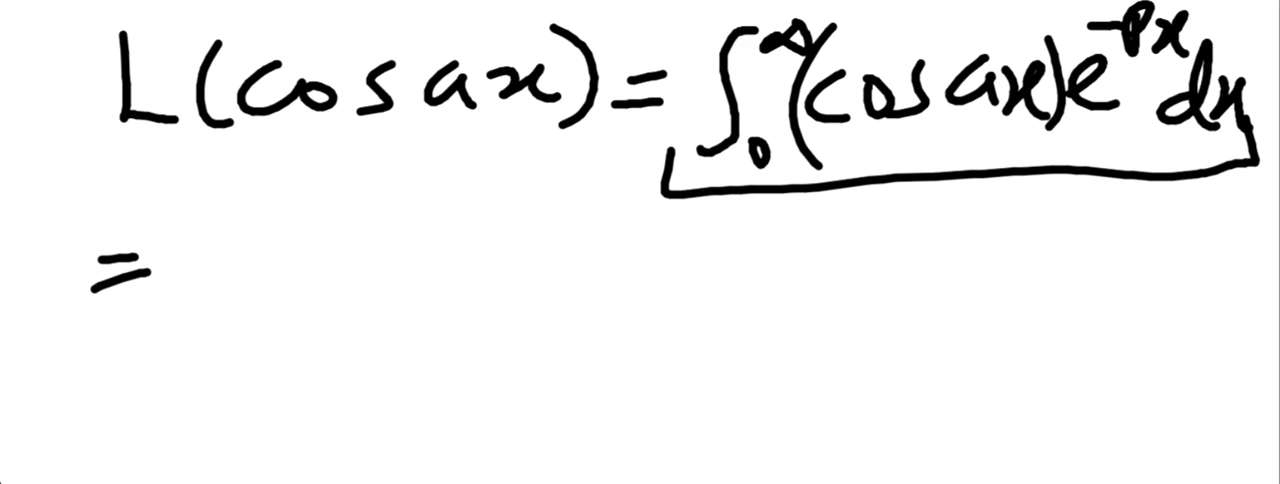 L(cos ax) = ∫₀^∞ (cos ax) e^{-px} dx
=